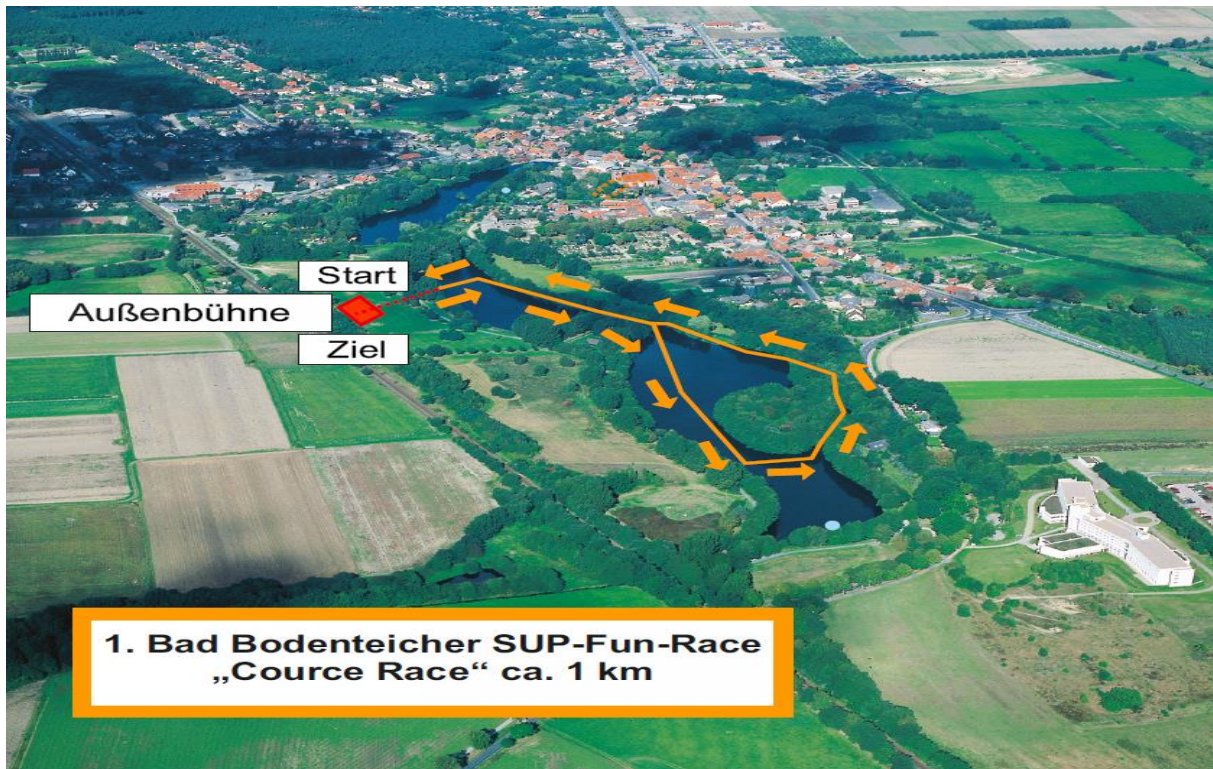 Start
Außenbühne
Ziel
1. Bad Bodenteicher SUP-Fun-Race
„Cource Race“ ca. 1 km